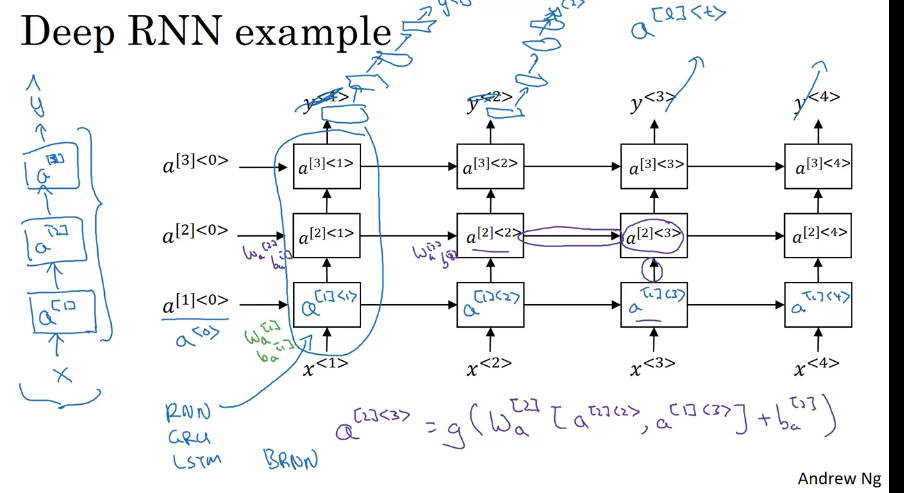 Deep RNN example
a^[l]<t>
ŷ
y^<1>
y^<2>
y^<3>
y^<4>
a^[3]
a^[3]<0>
a^[3]<1>
a^[3]<2>
a^[3]<3>
a^[3]<4>
a^[2]
a^[2]<0>
a^[2]<1>
a^[2]<2>
a^[2]<3>
a^[2]<4>
W_a^[2]
b_a^[2]
W_a^[2]
b^[2]
a^[1]
a^[1]<0>
a^[1]<1>
a^[1]<2>
a^[1]<3>
a^[1]<4>
a^<0>
W_a^[1]
b_a^[1]
x
x^<1>
x^<2>
x^<3>
x^<4>
RNN
GRU
LSTM BRNN
a^[2]<3> = g(W_a^[2] [a^[2]<2>, a^[1]<3>] + b_a^[2])
Andrew Ng